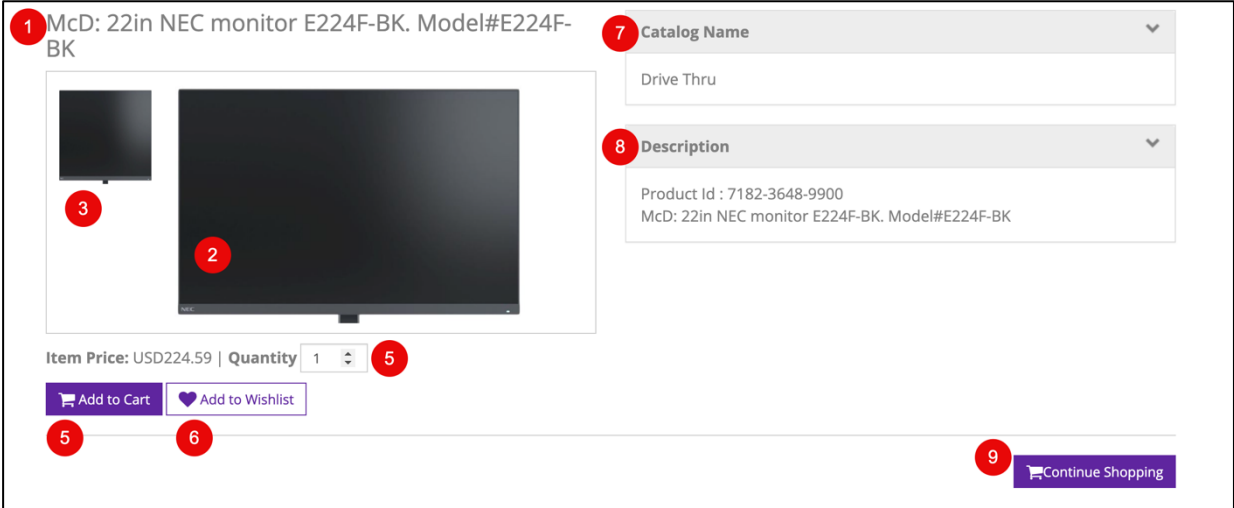 1 McD: 22in NEC monitor E224F-BK. Model#E224F-
BK
3
2
NEC
Item Price: USD224.59 | Quantity 1 5
Add to Cart Add to Wishlist
5 6
7 Catalog Name
Drive Thru
8 Description
Product Id : 7182-3648-9900
McD: 22in NEC monitor E224F-BK. Model#E224F-BK
9
Continue Shopping